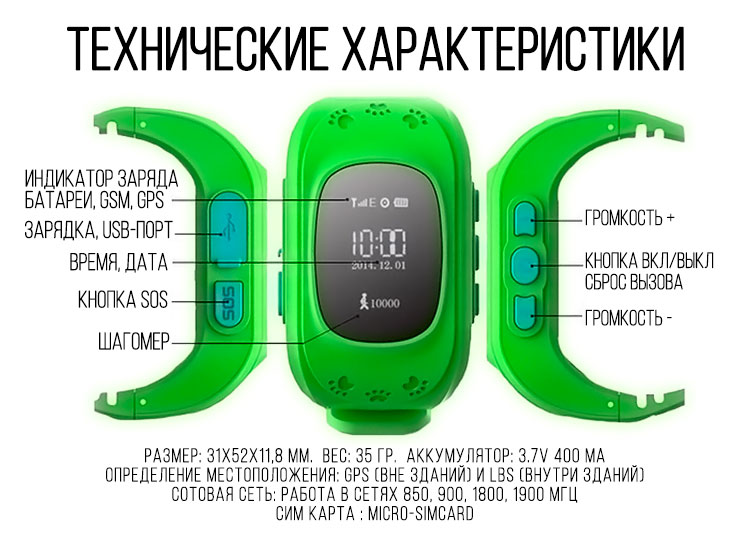 ТЕХНИЧЕСКИЕ ХАРАКТЕРИСТИКИ
ИНДИКАТОР ЗАРЯДА
БАТАРЕИ, GSM, GPS
ЗАРЯДКА, USB-ПОРТ
ВРЕМЯ, ДАТА
КНОПКА SOS
ШАГОМЕР
SOS
E
10:00
2014.12.01
10000
ГРОМКОСТЬ +
КНОПКА ВКЛ/ВЫКЛ
СБРОС ВЫЗОВА
ГРОМКОСТЬ -
РАЗМЕР: 31X52X11,8 ММ. ВЕС: 35 ГР. АККУМУЛЯТОР: 3.7V 400 МА
ОПРЕДЕЛЕНИЕ МЕСТОПОЛОЖЕНИЯ: GPS (ВНЕ ЗДАНИЙ) И LBS (ВНУТРИ ЗДАНИЙ)
СОТОВАЯ СЕТЬ: РАБОТА В СЕТЯХ 850, 900, 1800, 1900 МГЦ
СИМ КАРТА : MICRO-SIMCARD